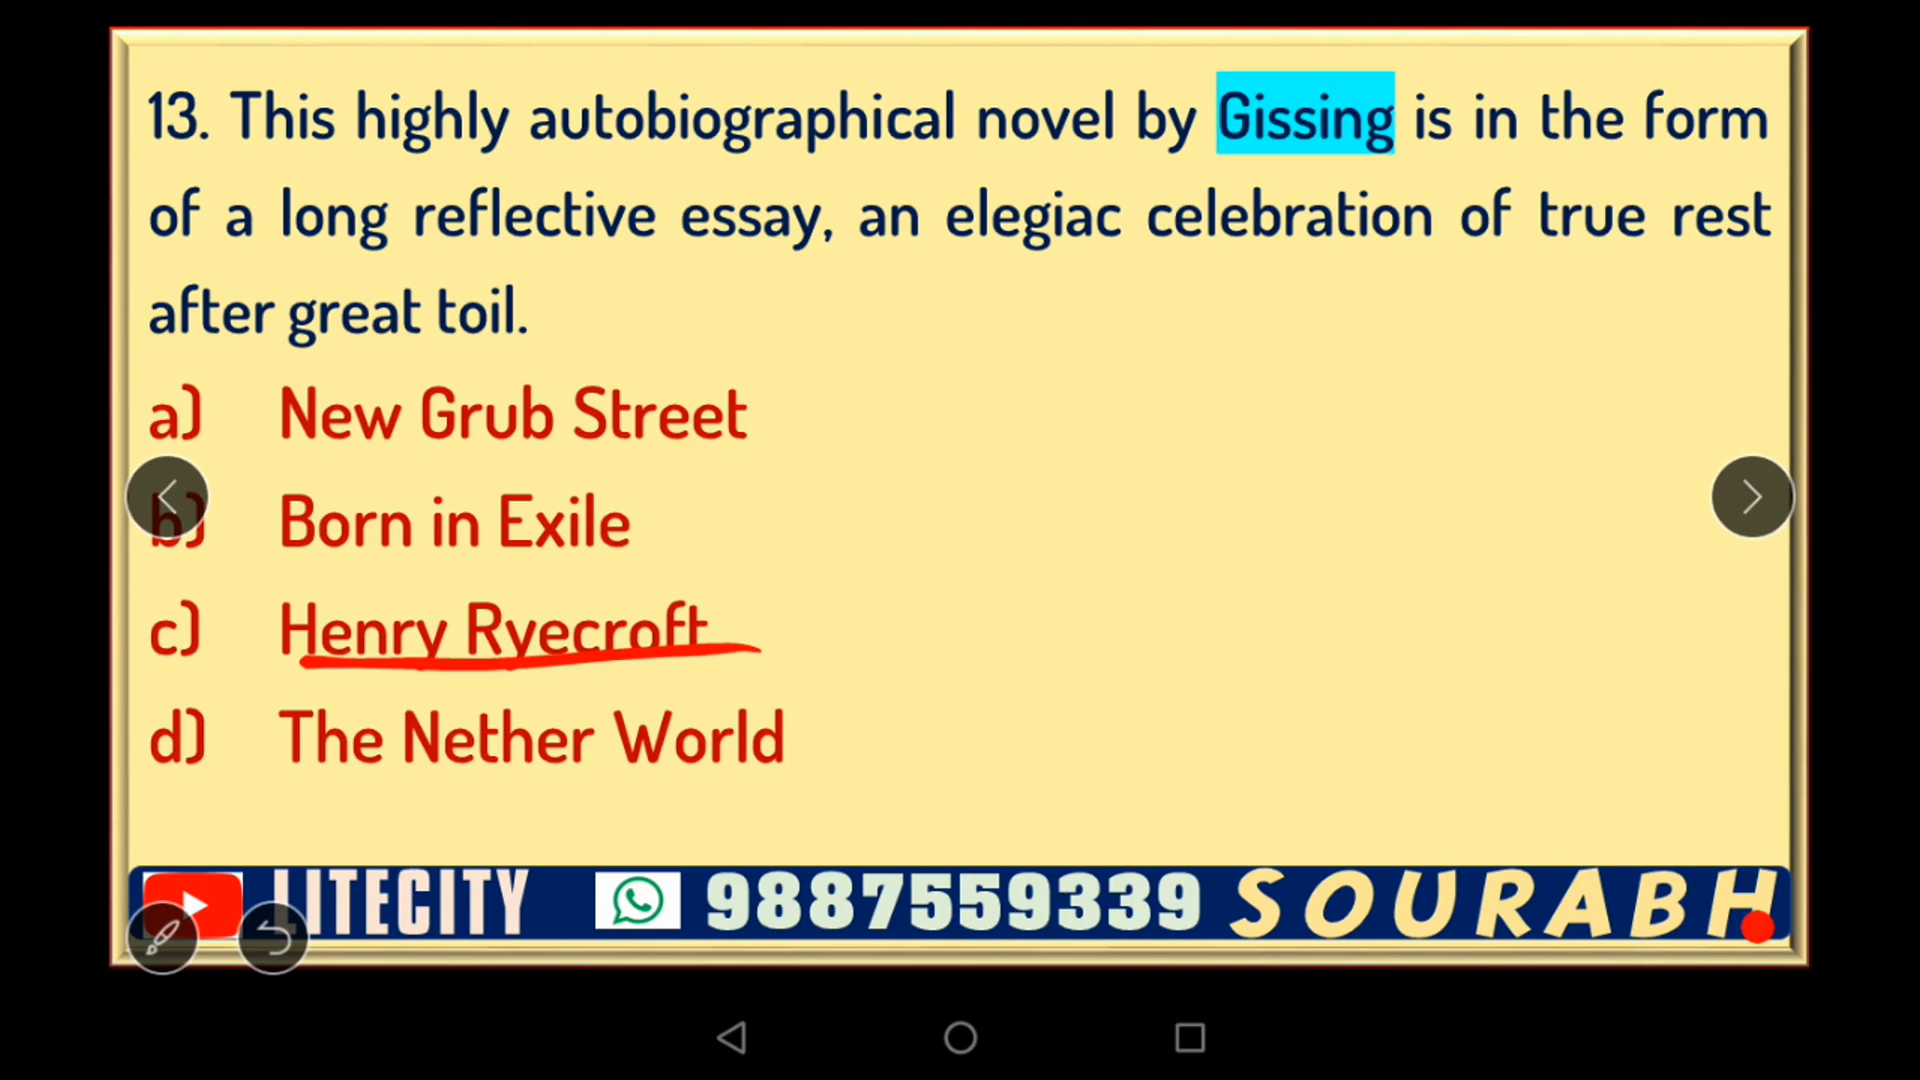 13. This highly autobiographical novel by Gissing is in the form
of a long reflective essay, an elegiac celebration of true rest
after great toil.
a) New Grub Street
b) Born in Exile
c) Henry Ryecroft
d) The Nether World
LITECITY 9887559339 SOURABH